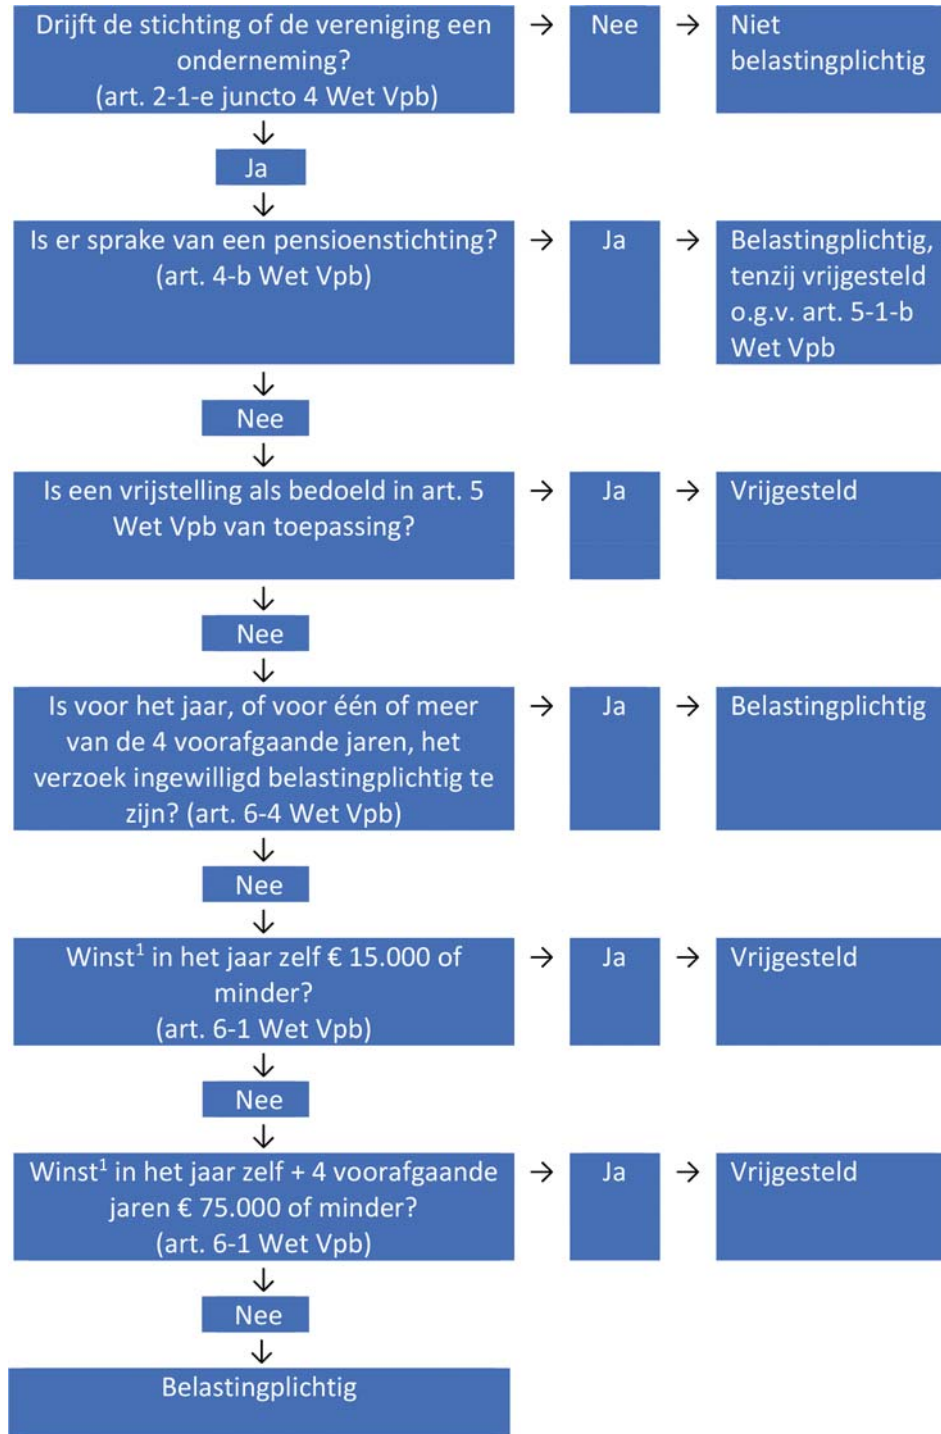 Drijft de stichting of de vereniging een
onderneming?
(art. 2-1-e juncto 4 Wet Vpb)
→
Nee
→
Niet
belastingplichtig
↓
Ja
↓
Is er sprake van een pensioenstichting?
(art. 4-b Wet Vpb)
→
Ja
→
Belastingplichtig,
tenzij vrijgesteld
o.g.v. art. 5-1-b
Wet Vpb
↓
Nee
↓
Is een vrijstelling als bedoeld in art. 5
Wet Vpb van toepassing?
→
Ja
→
Vrijgesteld
↓
Nee
↓
Is voor het jaar, of voor één of meer
van de 4 voorafgaande jaren, het
verzoek ingewilligd belastingplichtig te
zijn? (art. 6-4 Wet Vpb)
→
Ja
→
Belastingplichtig
↓
Nee
↓
Winst¹ in het jaar zelf € 15.000 of
minder?
(art. 6-1 Wet Vpb)
→
Ja
→
Vrijgesteld
↓
Nee
↓
Winst¹ in het jaar zelf + 4 voorafgaande
jaren € 75.000 of minder?
(art. 6-1 Wet Vpb)
→
Ja
→
Vrijgesteld
↓
Nee
↓
Belastingplichtig